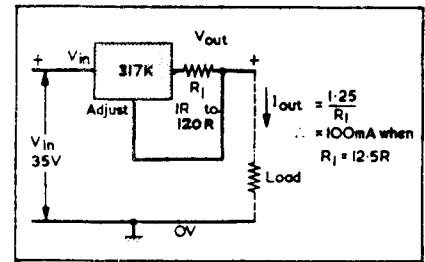 Vout
+
Vin
317K
+
R1
Adjust
1R to
120R
Iout = 1·25
R1
∴ =100mA when
R1 = 12·5R
Vin
35V
Load
OV